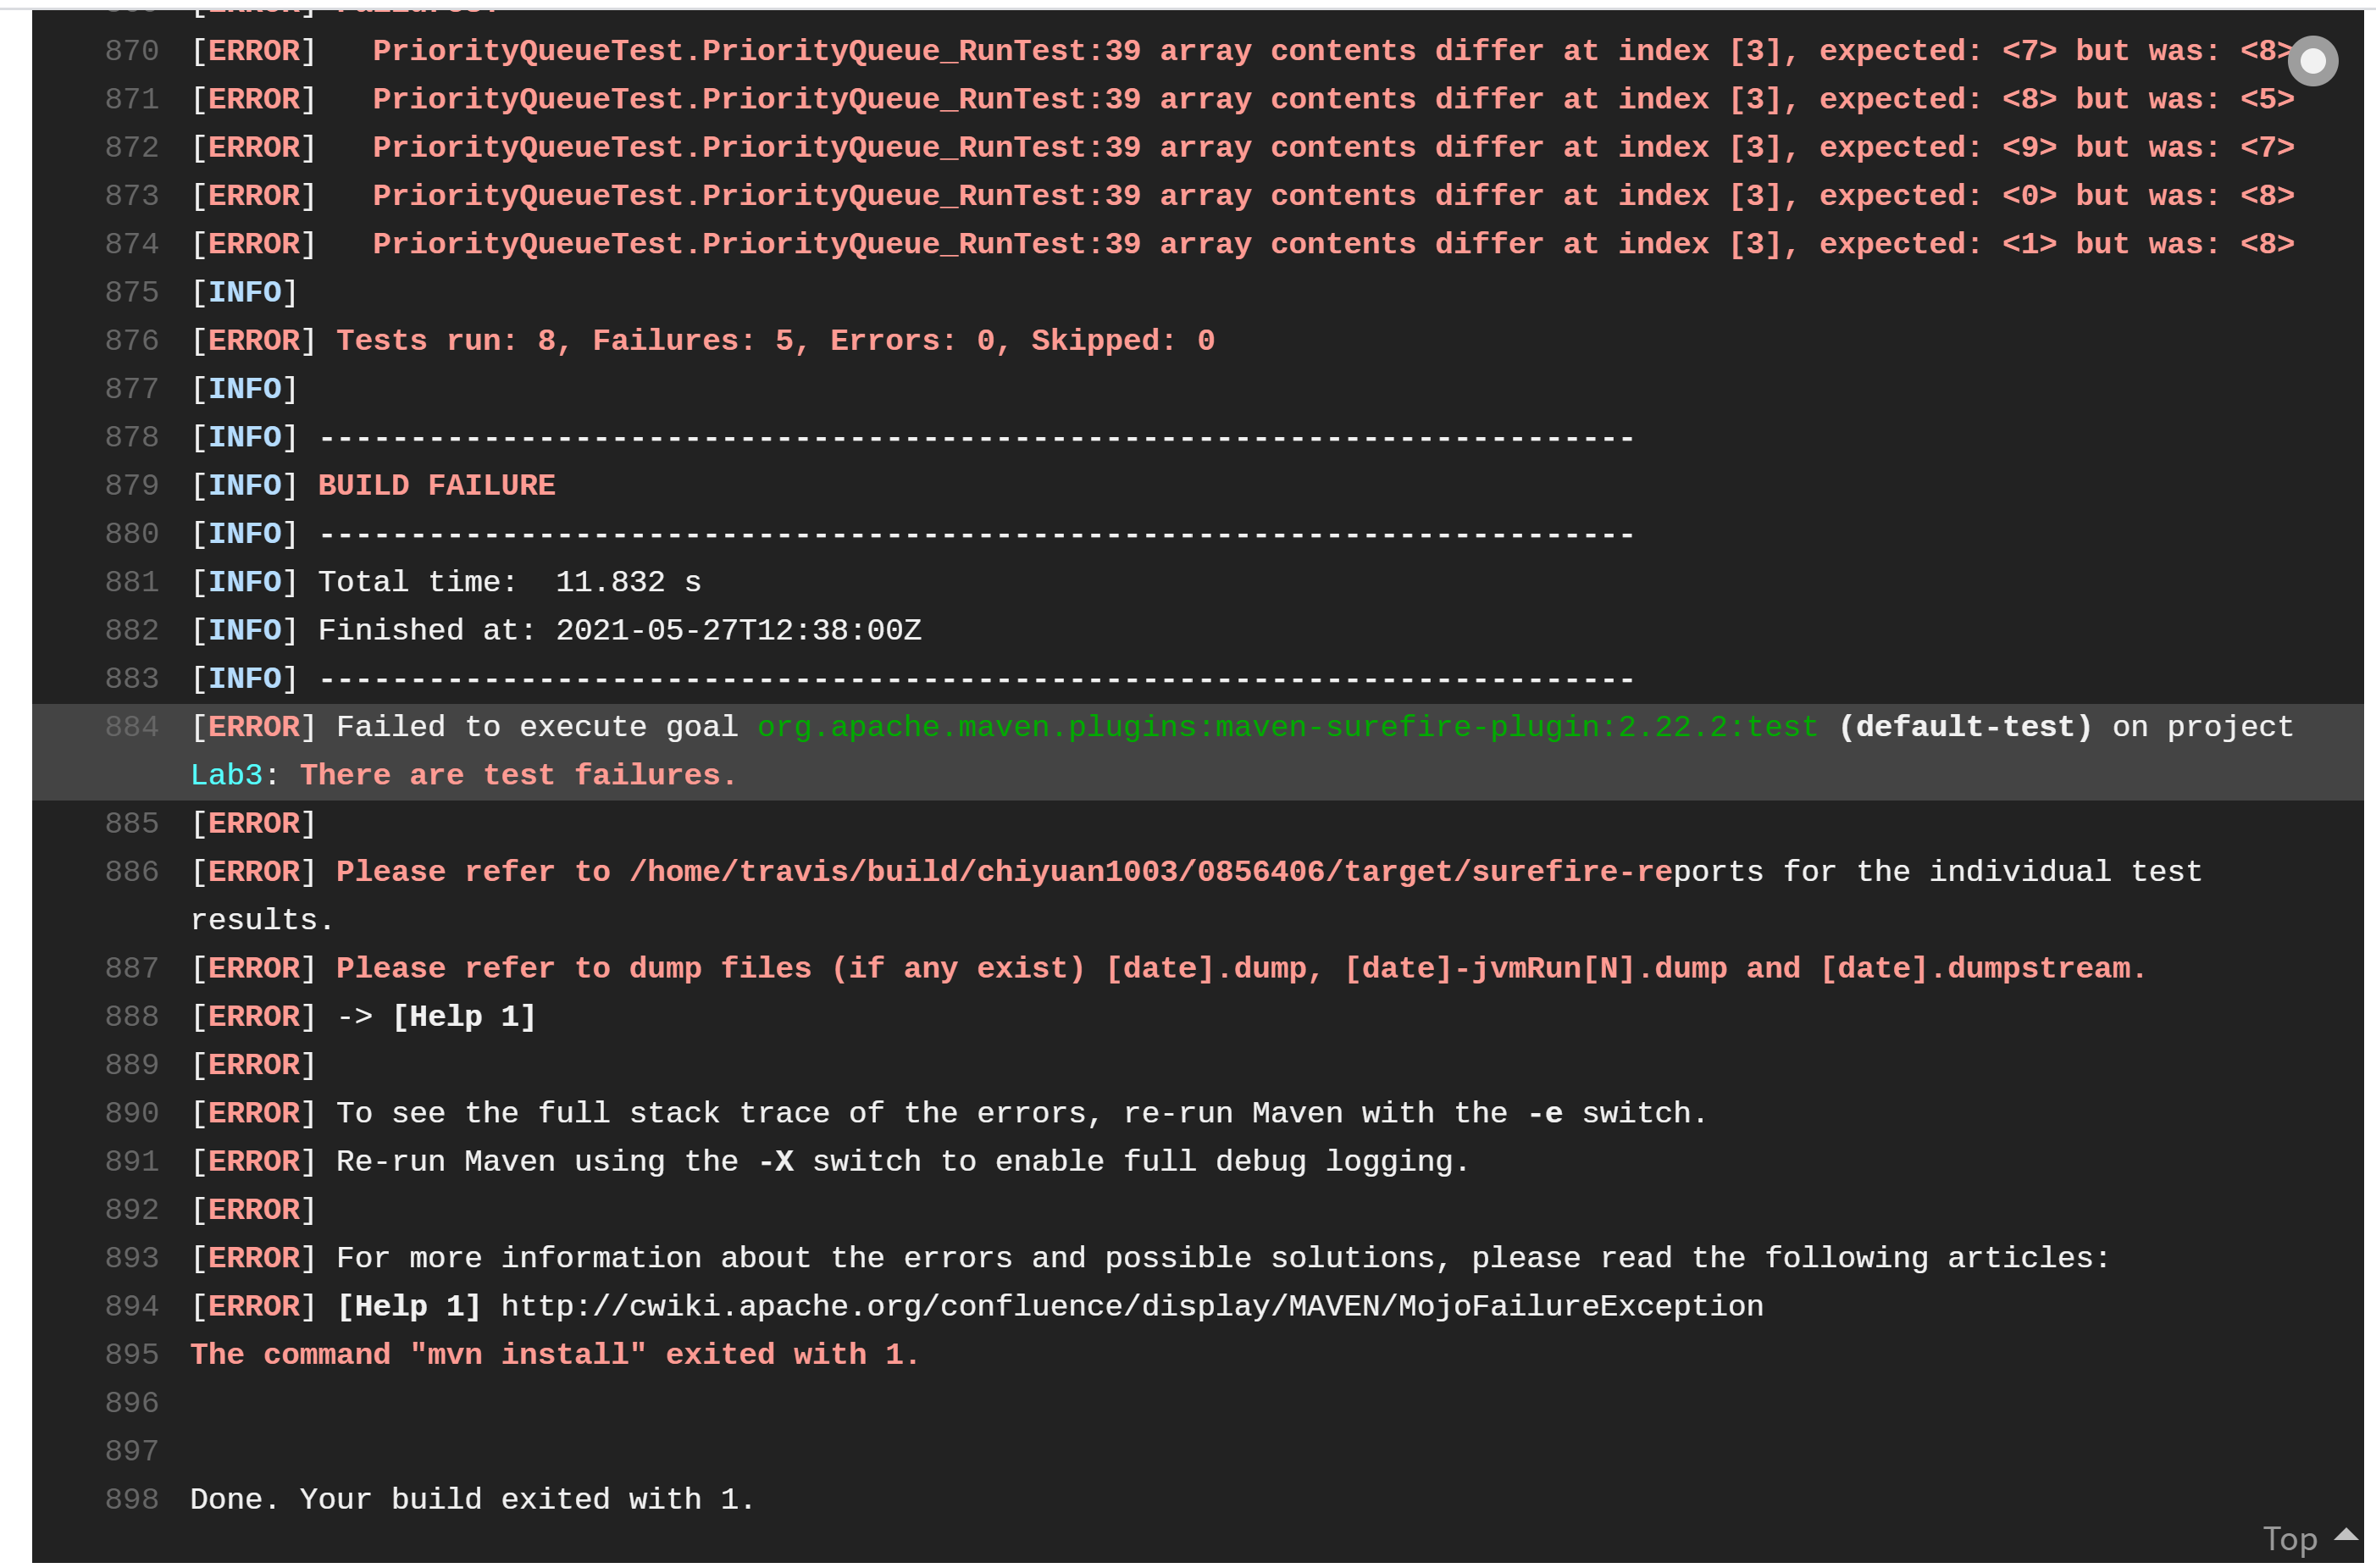 870 [ERROR]   PriorityQueueTest.PriorityQueue_RunTest:39 array contents differ at index [3], expected: <7> but was: <8>
871 [ERROR]   PriorityQueueTest.PriorityQueue_RunTest:39 array contents differ at index [3], expected: <8> but was: <5>
872 [ERROR]   PriorityQueueTest.PriorityQueue_RunTest:39 array contents differ at index [3], expected: <9> but was: <7>
873 [ERROR]   PriorityQueueTest.PriorityQueue_RunTest:39 array contents differ at index [3], expected: <0> but was: <8>
874 [ERROR]   PriorityQueueTest.PriorityQueue_RunTest:39 array contents differ at index [3], expected: <1> but was: <8>
875 [INFO]
876 [ERROR] Tests run: 8, Failures: 5, Errors: 0, Skipped: 0
877 [INFO]
878 [INFO] ------------------------------------------------------------------------
879 [INFO] BUILD FAILURE
880 [INFO] ------------------------------------------------------------------------
881 [INFO] Total time:  11.832 s
882 [INFO] Finished at: 2021-05-27T12:38:00Z
883 [INFO] ------------------------------------------------------------------------
884 [ERROR] Failed to execute goal org.apache.maven.plugins:maven-surefire-plugin:2.22.2:test (default-test) on project
Lab3: There are test failures.
885 [ERROR]
886 [ERROR] Please refer to /home/travis/build/chiyuan1003/0856406/target/surefire-reports for the individual test
results.
887 [ERROR] Please refer to dump files (if any exist) [date].dump, [date]-jvmRun[N].dump and [date].dumpstream.
888 [ERROR] -> [Help 1]
889 [ERROR]
890 [ERROR] To see the full stack trace of the errors, re-run Maven with the -e switch.
891 [ERROR] Re-run Maven using the -X switch to enable full debug logging.
892 [ERROR]
893 [ERROR] For more information about the errors and possible solutions, please read the following articles:
894 [ERROR] [Help 1] http://cwiki.apache.org/confluence/display/MAVEN/MojoFailureException
895 The command "mvn install" exited with 1.
896
897
898 Done. Your build exited with 1.
Top